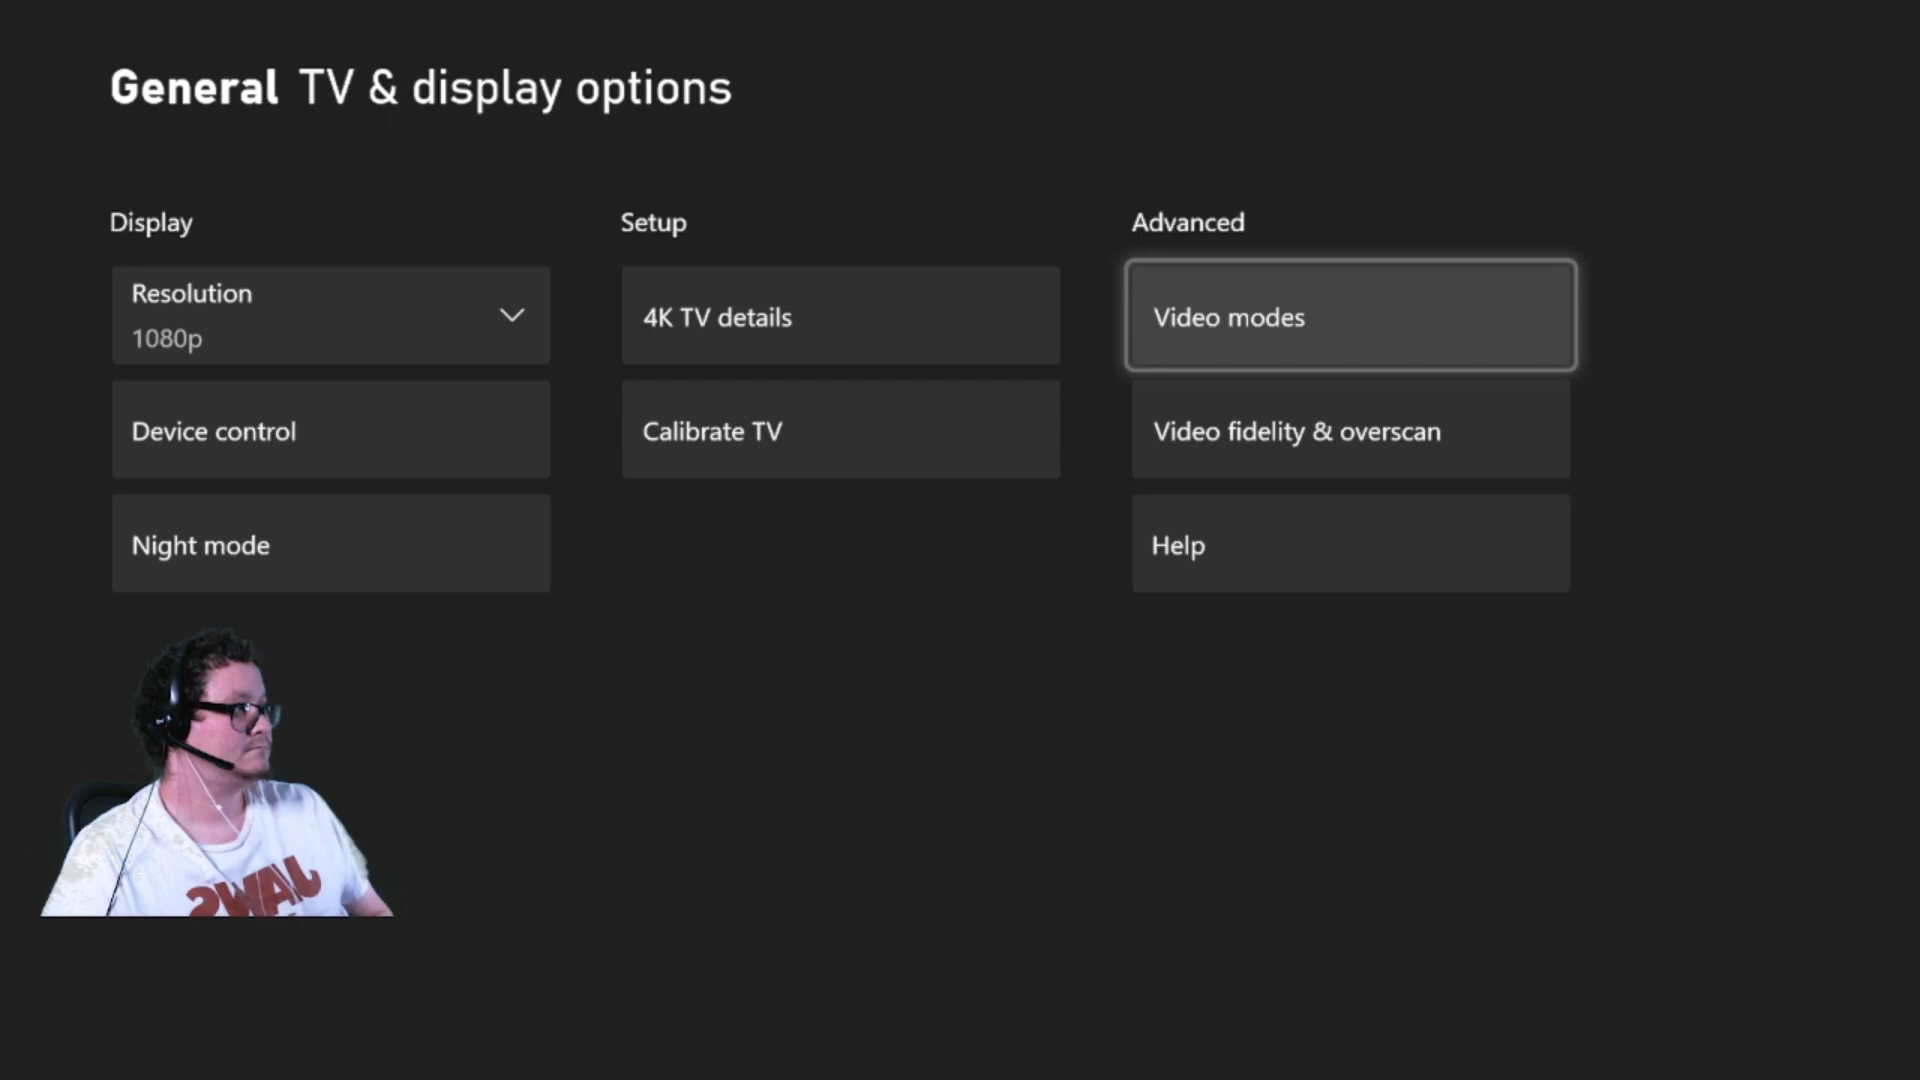 General TV & display options
Display
Resolution
1080p
Device control
Night mode
Setup
4K TV details
Calibrate TV
Advanced
Video modes
Video fidelity & overscan
Help
JAWS